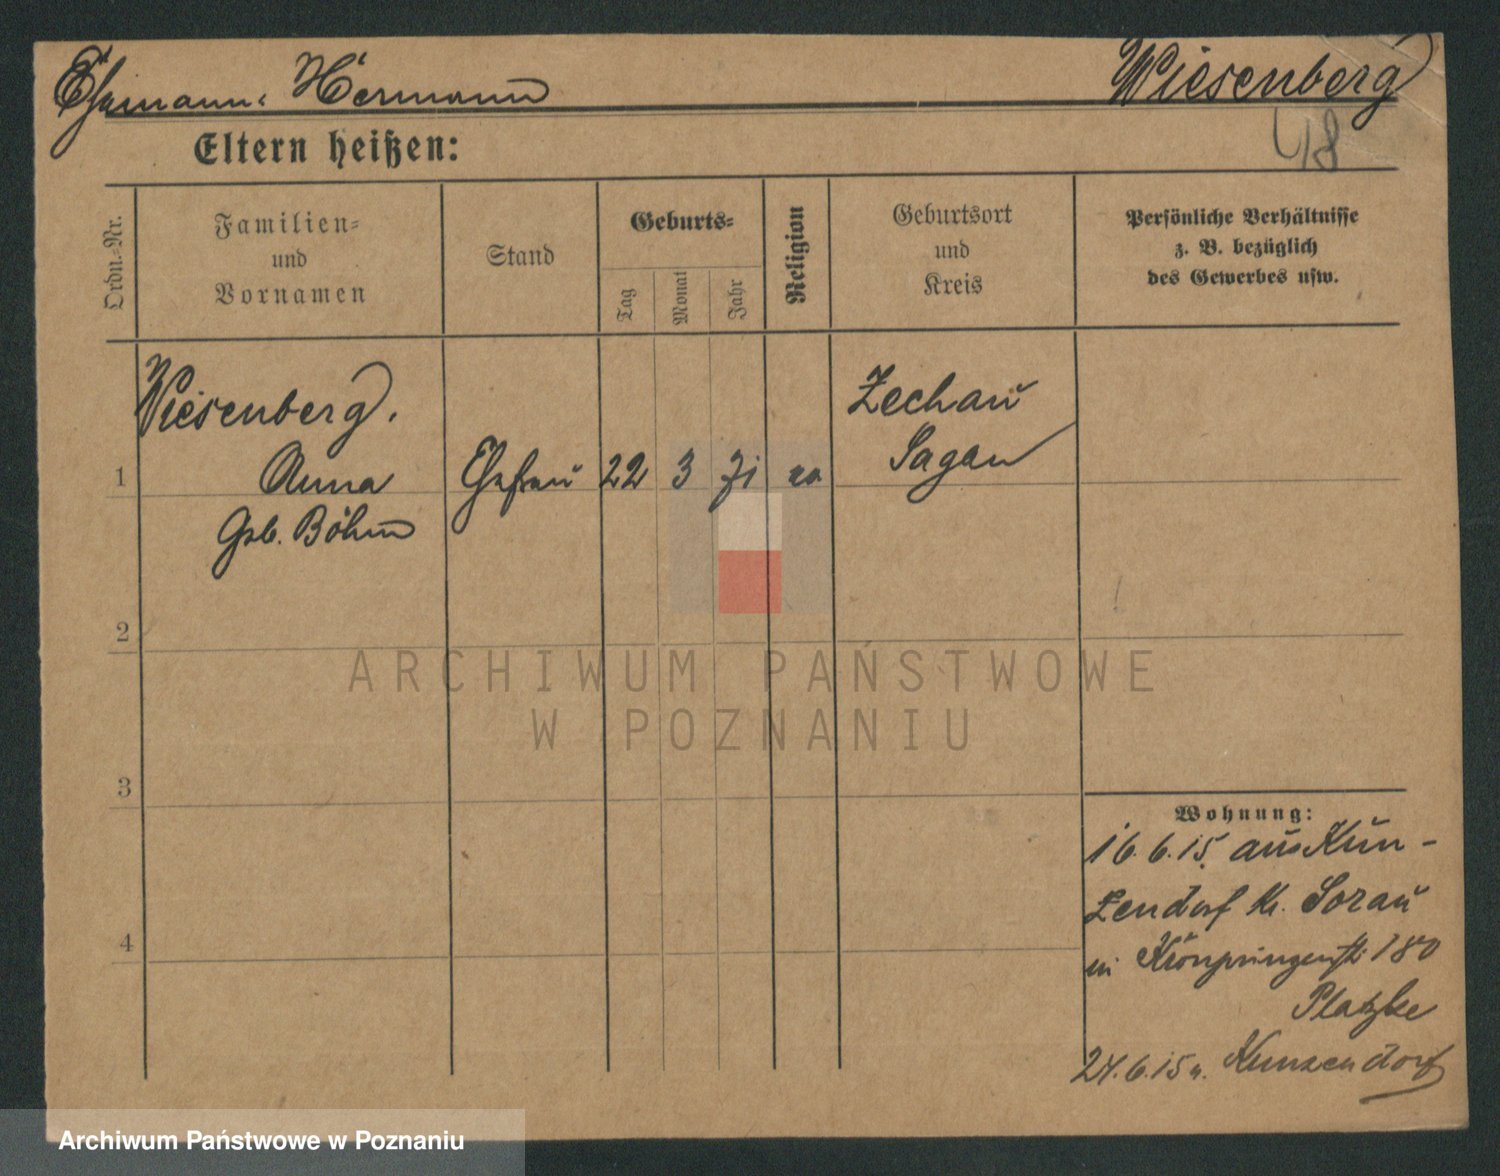 Ehemann: Hermann Wiesenberg
48
Eltern heißen:
Ordn.-Nr.
Familien-
und
Vornamen
Stand
Geburts-
Tag
Monat
Jahr
Religion
Geburtsort
und
Kreis
Persönliche Verhältnisse
z. B. bezüglich
des Gewerbes usw.
Wiesenberg.
Zechau
Sagan
1
Anna
Ehefrau
22
3
71
ev
Geb. Böhm
2
3
4
Wohnung:
16.6.15. aus Kun-
zendorf Kr. Sorau
in Kronprinzenstr. 180
Platzke
24.6.15 n. Kunzendorf
ARCHIWUM PAŃSTWOWE
W POZNANIU
Archiwum Państwowe w Poznaniu